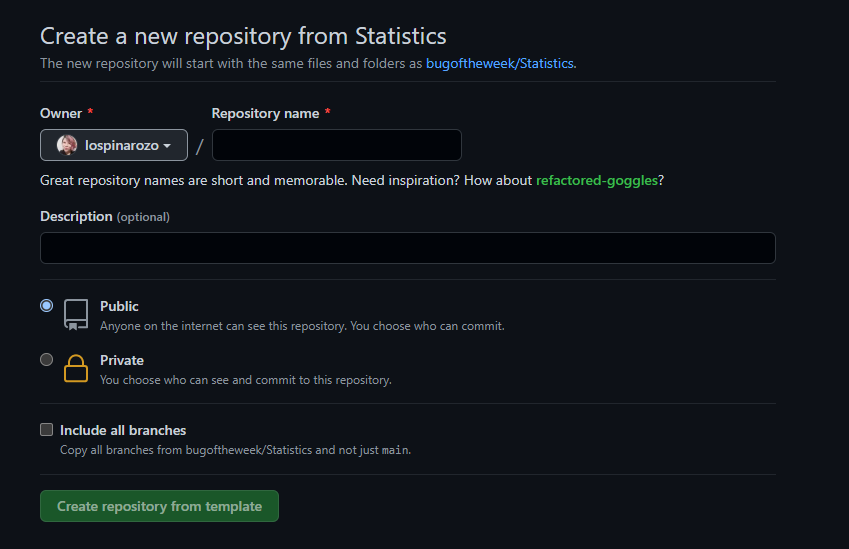 Create a new repository from Statistics
The new repository will start with the same files and folders as bugoftheweek/Statistics.
Owner * Repository name *
lospinarozo /
Great repository names are short and memorable. Need inspiration? How about refactored-goggles?
Description (optional)
Public
Anyone on the internet can see this repository. You choose who can commit.
Private
You choose who can see and commit to this repository.
Include all branches
Copy all branches from bugoftheweek/Statistics and not just main.
Create repository from template